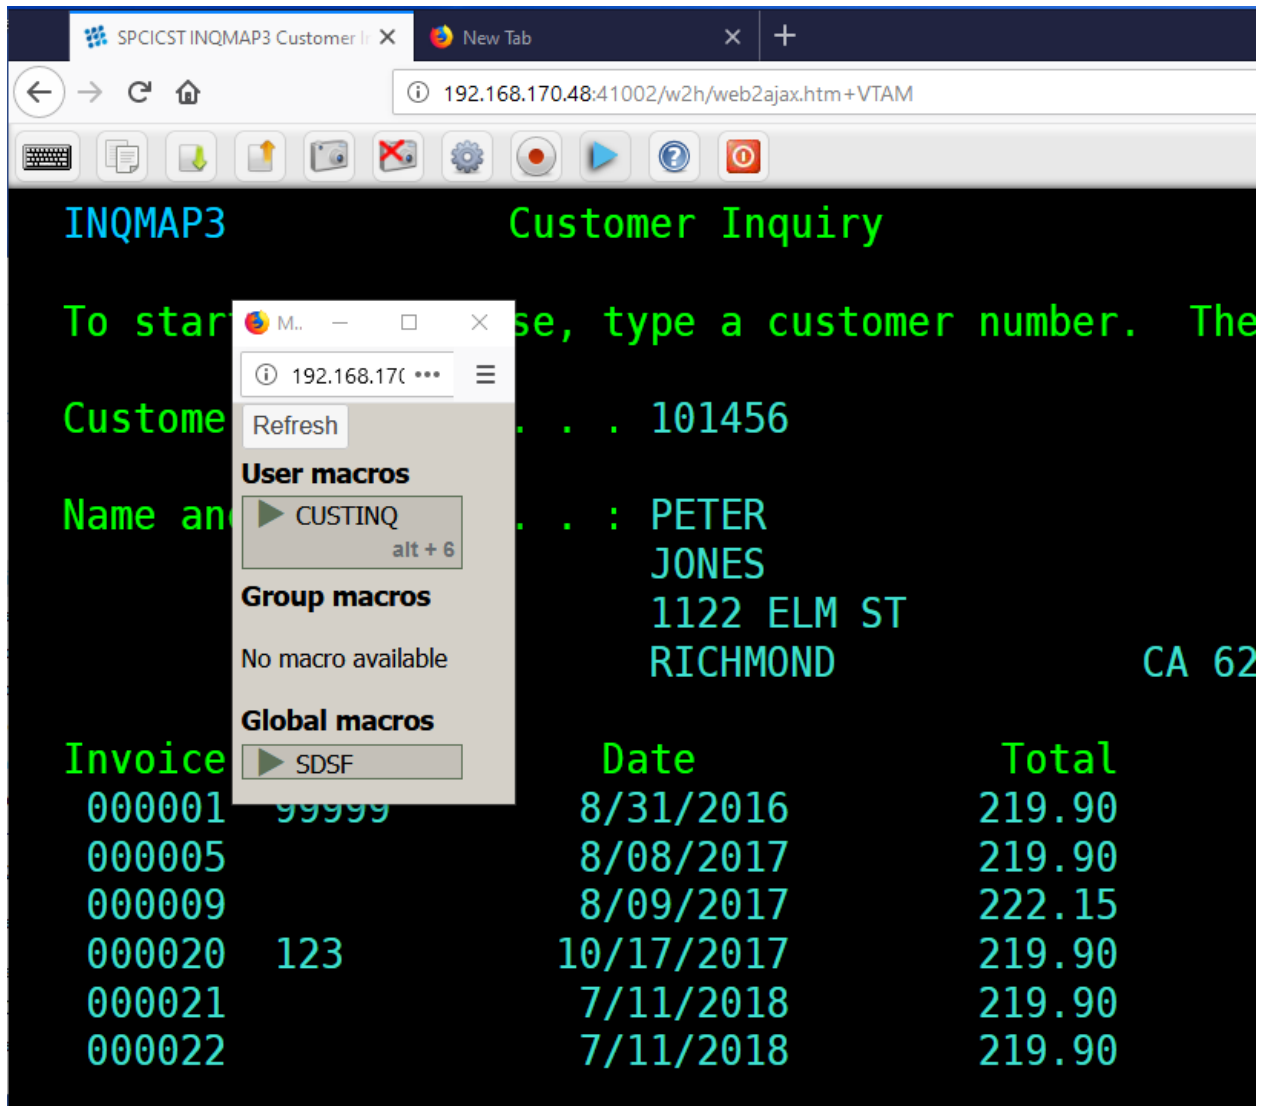 SPCICST INQMAP3 Customer In
New Tab
192.168.170.48:41002/w2h/web2ajax.htm+VTAM
INQMAP3 Customer Inquiry
To star se, type a customer number. The
M..
192.168.17
Custome . . . 101456
Refresh
User macros
Name an . . : PETER
CUSTINQ
alt + 6
JONES
Group macros
1122 ELM ST
No macro available
RICHMOND CA 62
Global macros
Invoice Date Total
SDSF
000001 99999 8/31/2016 219.90
000005 8/08/2017 219.90
000009 8/09/2017 222.15
000020 123 10/17/2017 219.90
000021 7/11/2018 219.90
000022 7/11/2018 219.90